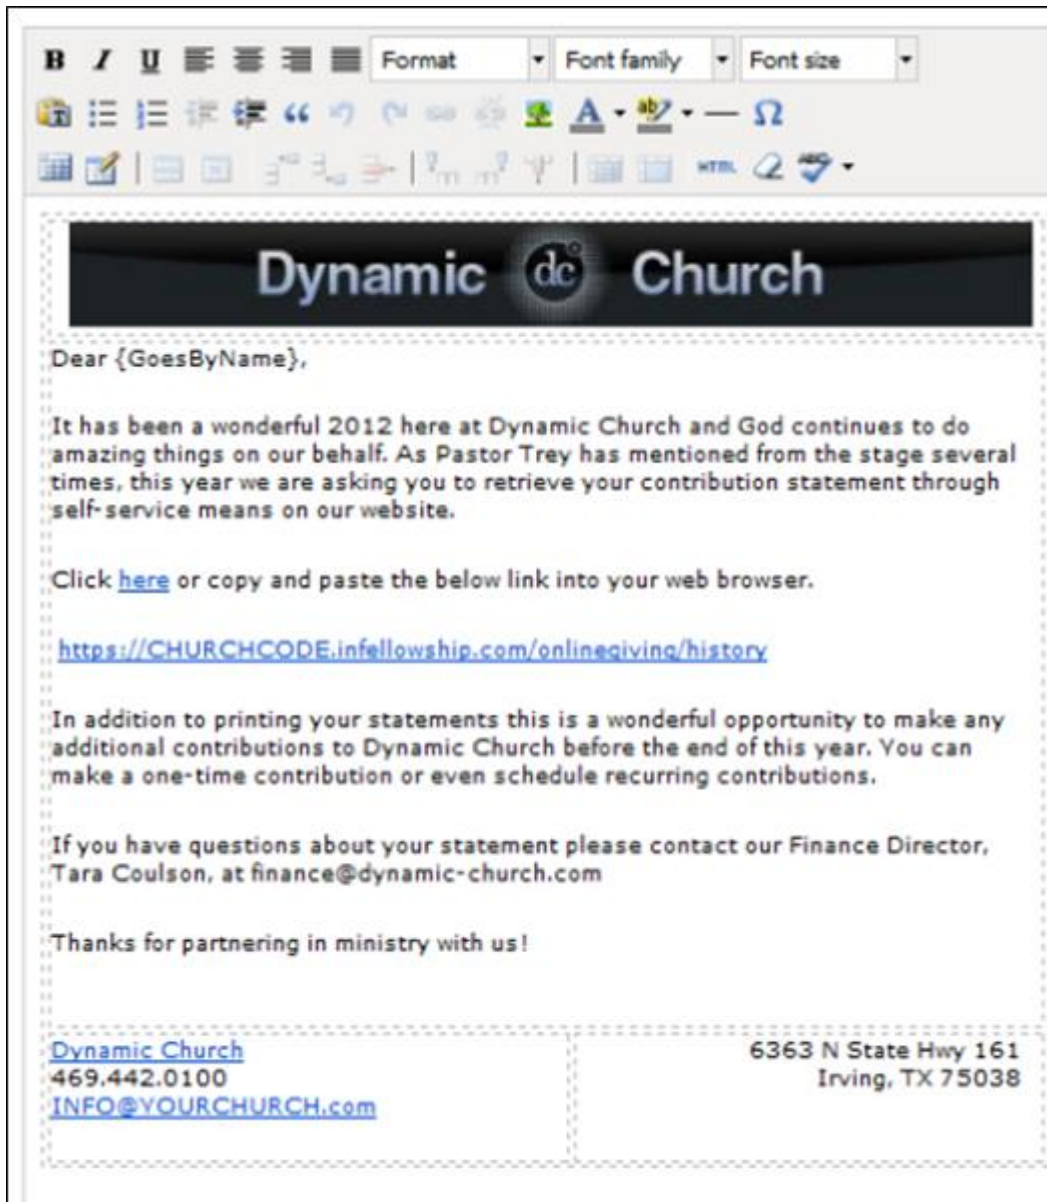 B I U Format Font family Font size
HTML
Dynamic dc Church
Dear {GoesByName},
It has been a wonderful 2012 here at Dynamic Church and God continues to do
amazing things on our behalf. As Pastor Trey has mentioned from the stage several
times, this year we are asking you to retrieve your contribution statement through
self-service means on our website.
Click here or copy and paste the below link into your web browser.
https://CHURCHCODE.infellowship.com/onlinegiving/history
In addition to printing your statements this is a wonderful opportunity to make any
additional contributions to Dynamic Church before the end of this year. You can
make a one-time contribution or even schedule recurring contributions.
If you have questions about your statement please contact our Finance Director,
Tara Coulson, at finance@dynamic-church.com
Thanks for partnering in ministry with us!
Dynamic Church
469.442.0100
INFO@YOURCHURCH.com
6363 N State Hwy 161
Irving, TX 75038